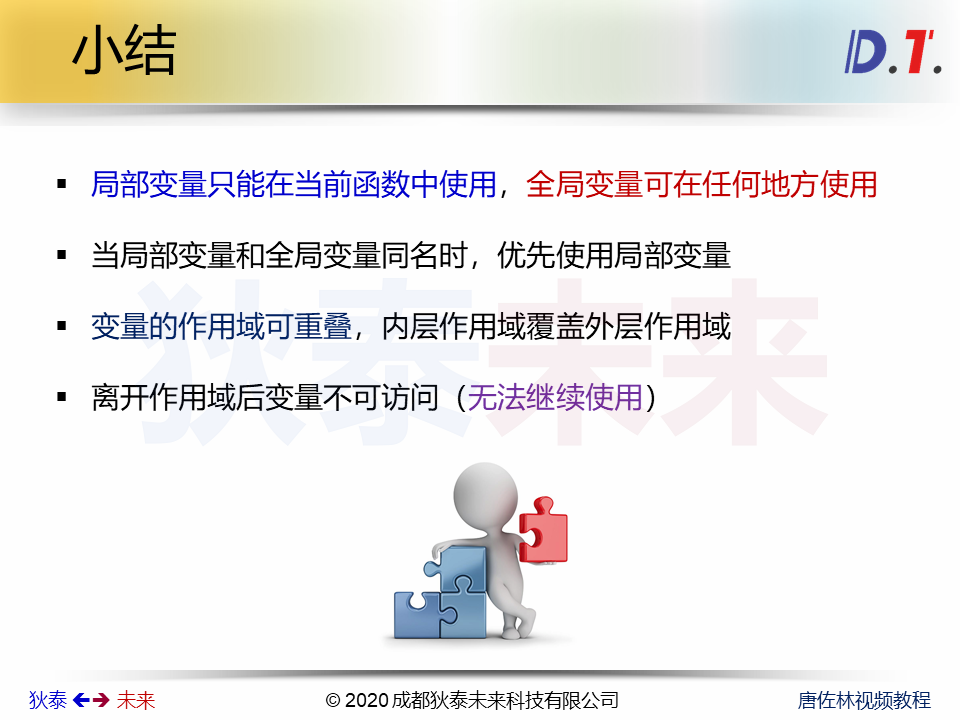 小结
D.T.
▪ 局部变量只能在当前函数中使用，全局变量可在任何地方使用
▪ 当局部变量和全局变量同名时，优先使用局部变量
▪ 变量的作用域可重叠，内层作用域覆盖外层作用域
▪ 离开作用域后变量不可访问（无法继续使用）
狄泰未来
狄泰 未来
© 2020 成都狄泰未来科技有限公司
唐佐林视频教程